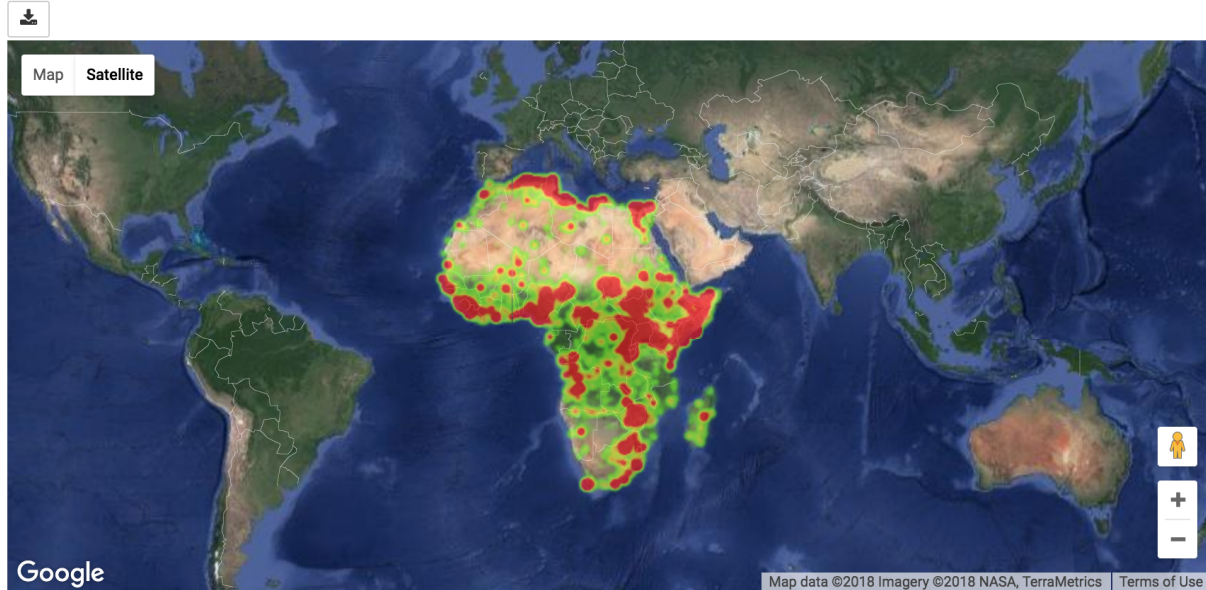 Map Satellite
Google
Map data ©2018 Imagery ©2018 NASA, TerraMetrics Terms of Use